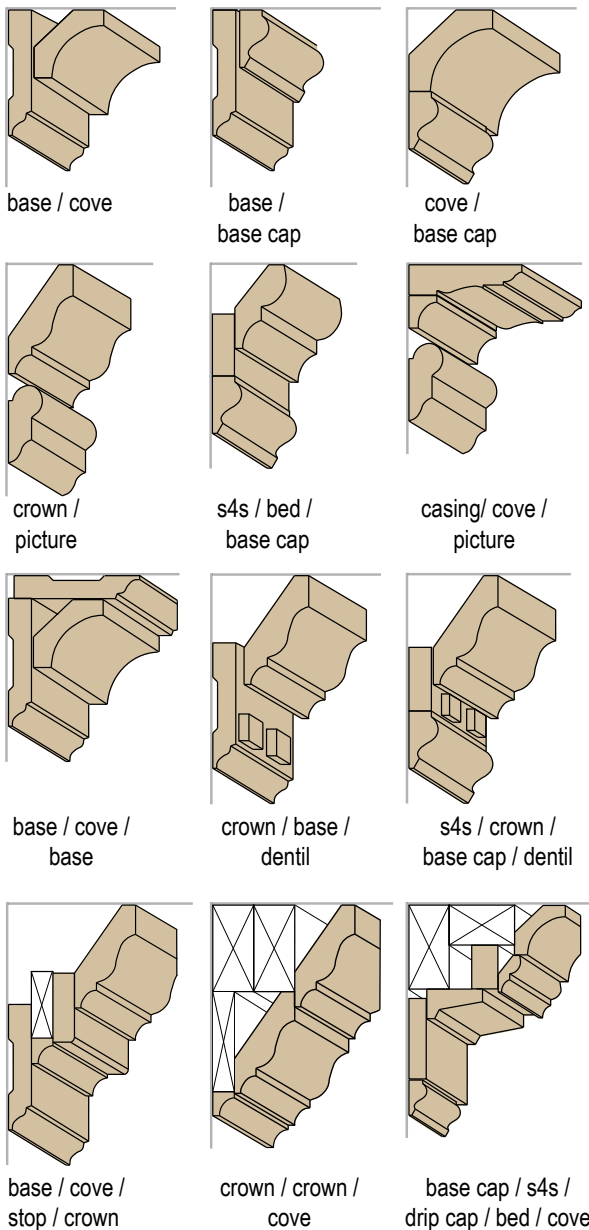 base / cove
base /
base cap
cove /
base cap
crown /
picture
s4s / bed /
base cap
casing/ cove /
picture
base / cove /
base
crown / base /
dentil
s4s / crown /
base cap / dentil
base / cove /
stop / crown
crown / crown /
cove
base cap / s4s /
drip cap / bed / cove